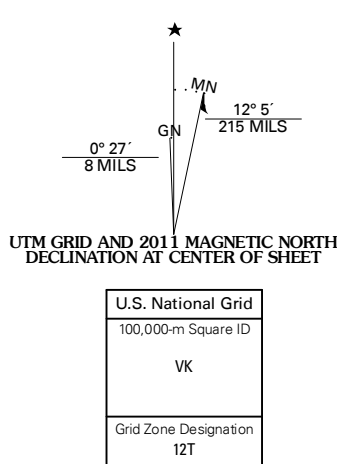 ★
MN
12° 5´
215 MILS
GN
0° 27´
8 MILS
UTM GRID AND 2011 MAGNETIC NORTH
DECLINATION AT CENTER OF SHEET
U.S. National Grid
100,000-m Square ID
VK
Grid Zone Designation
12T